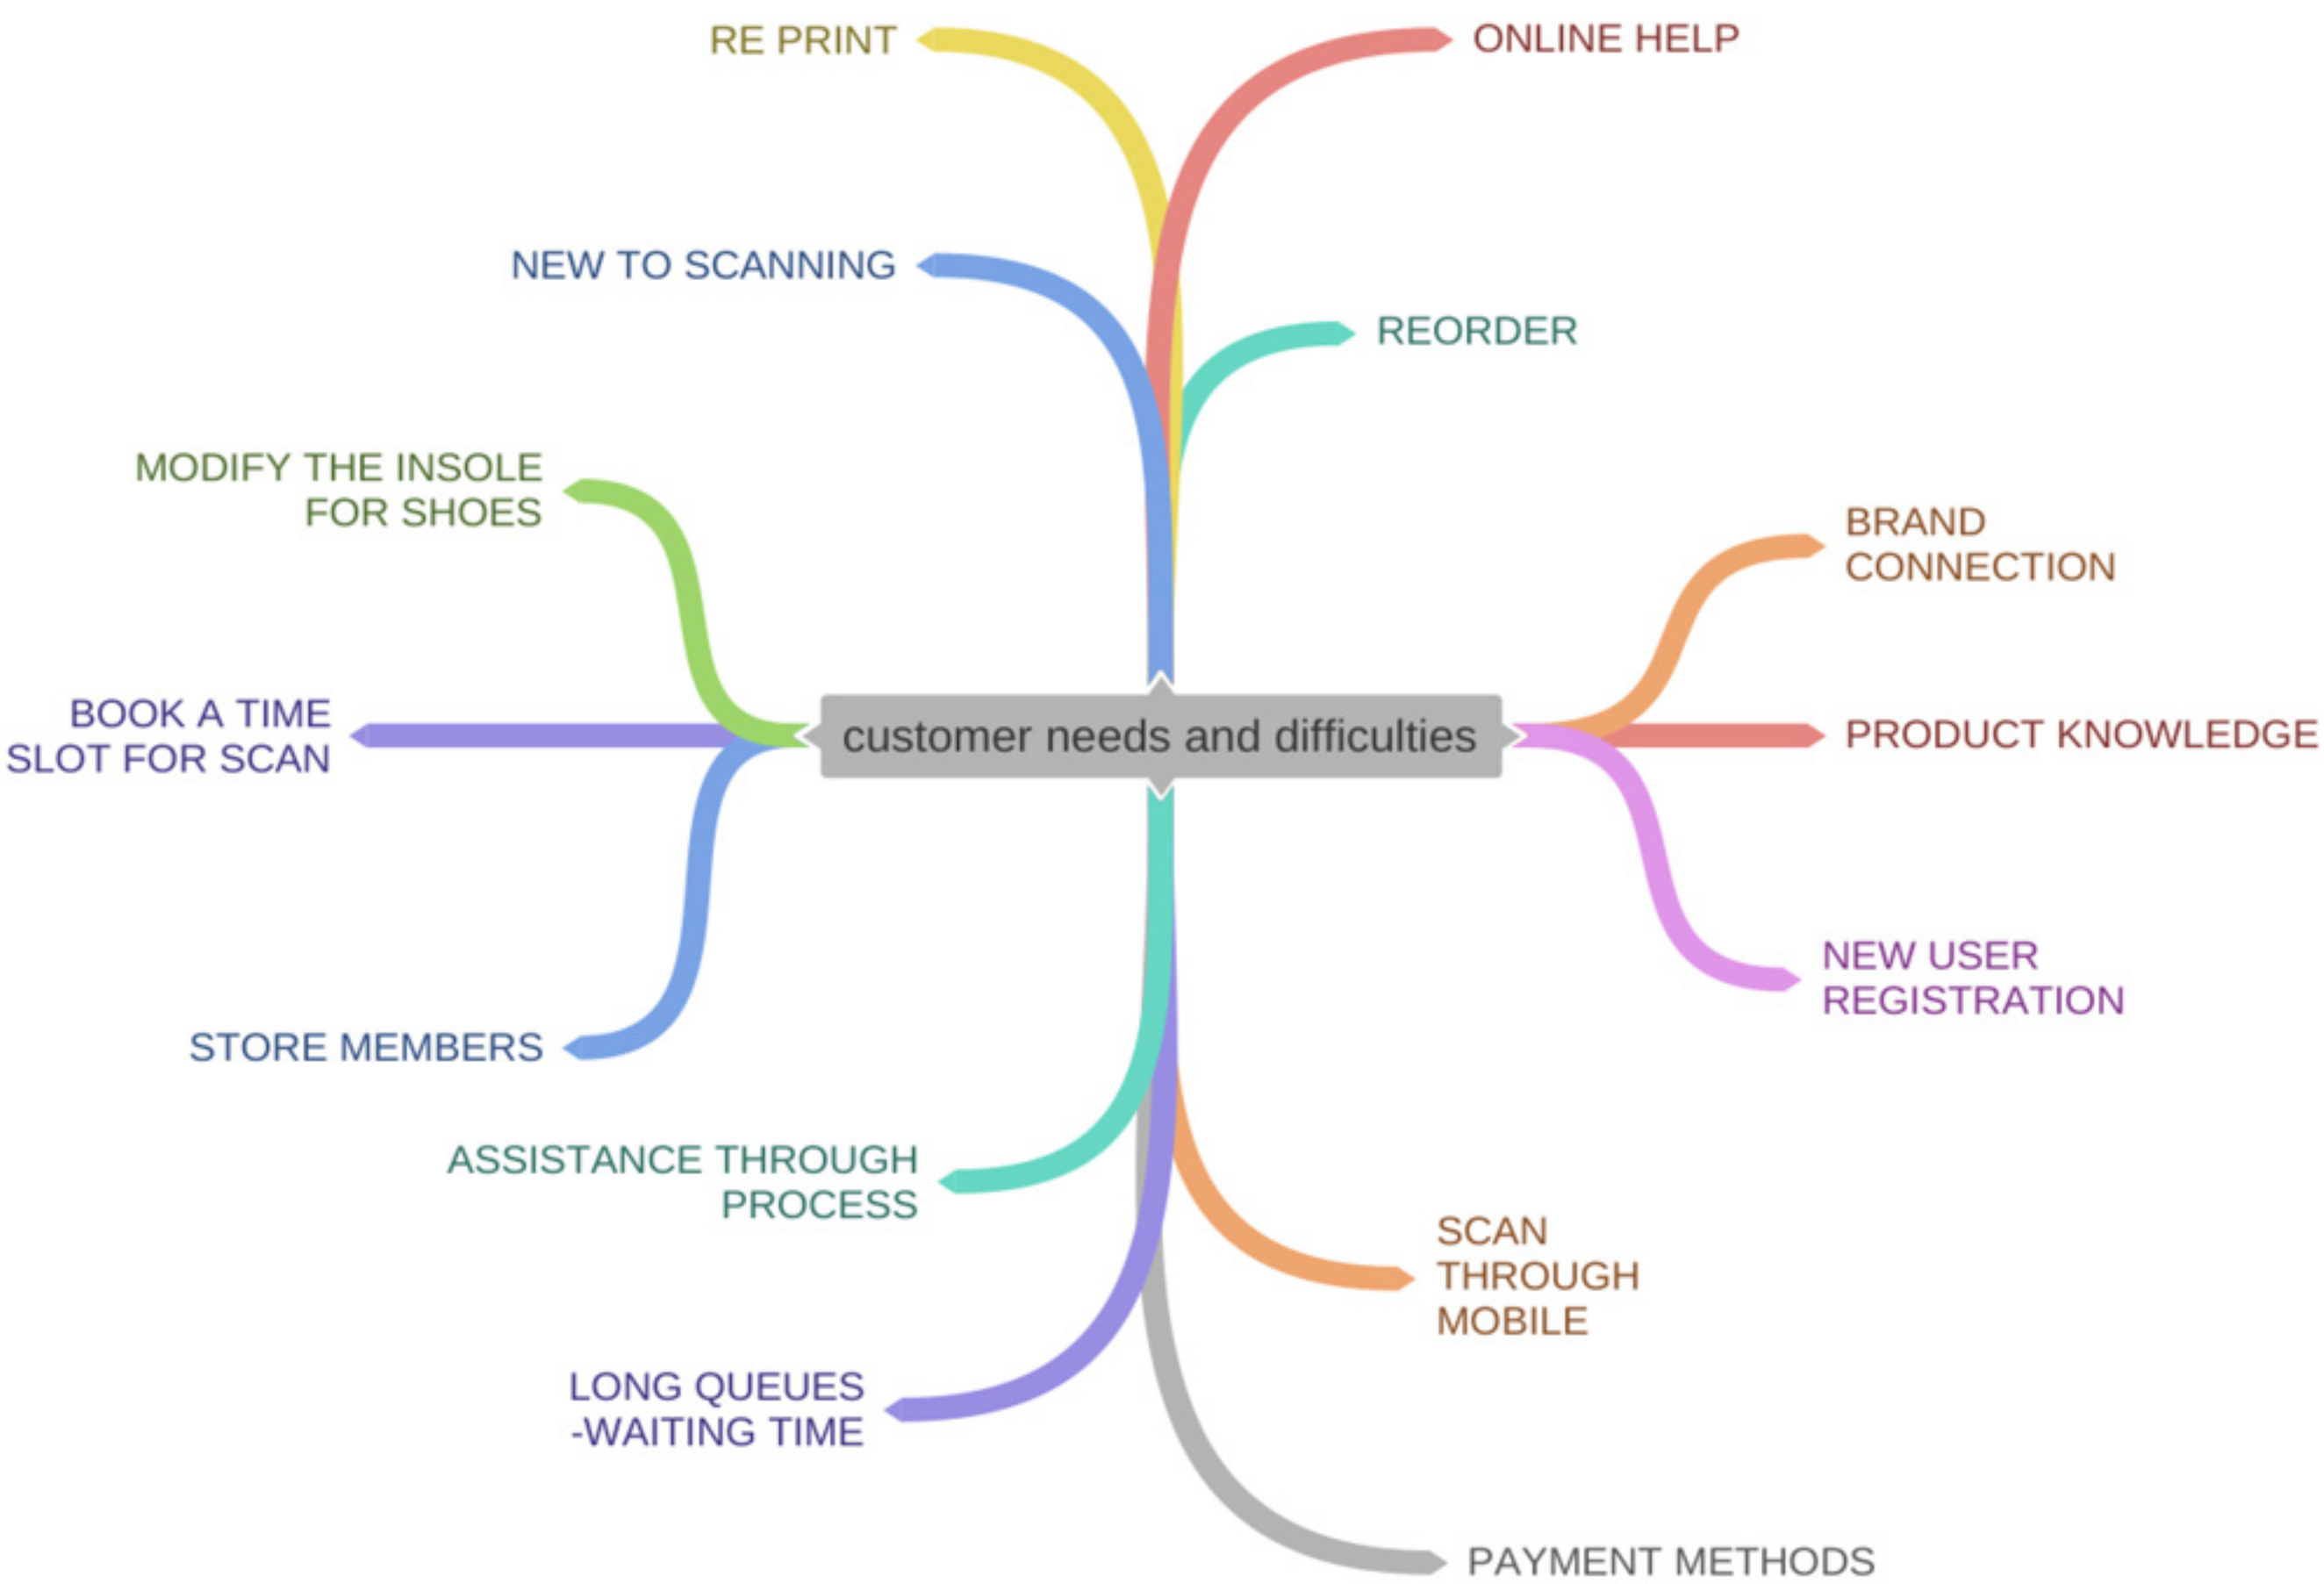 RE PRINT
ONLINE HELP
NEW TO SCANNING
REORDER
MODIFY THE INSOLE
FOR SHOES
BRAND
CONNECTION
BOOK A TIME
SLOT FOR SCAN
customer needs and difficulties
PRODUCT KNOWLEDGE
NEW USER
REGISTRATION
STORE MEMBERS
ASSISTANCE THROUGH
PROCESS
SCAN
THROUGH
MOBILE
LONG QUEUES
-WAITING TIME
PAYMENT METHODS